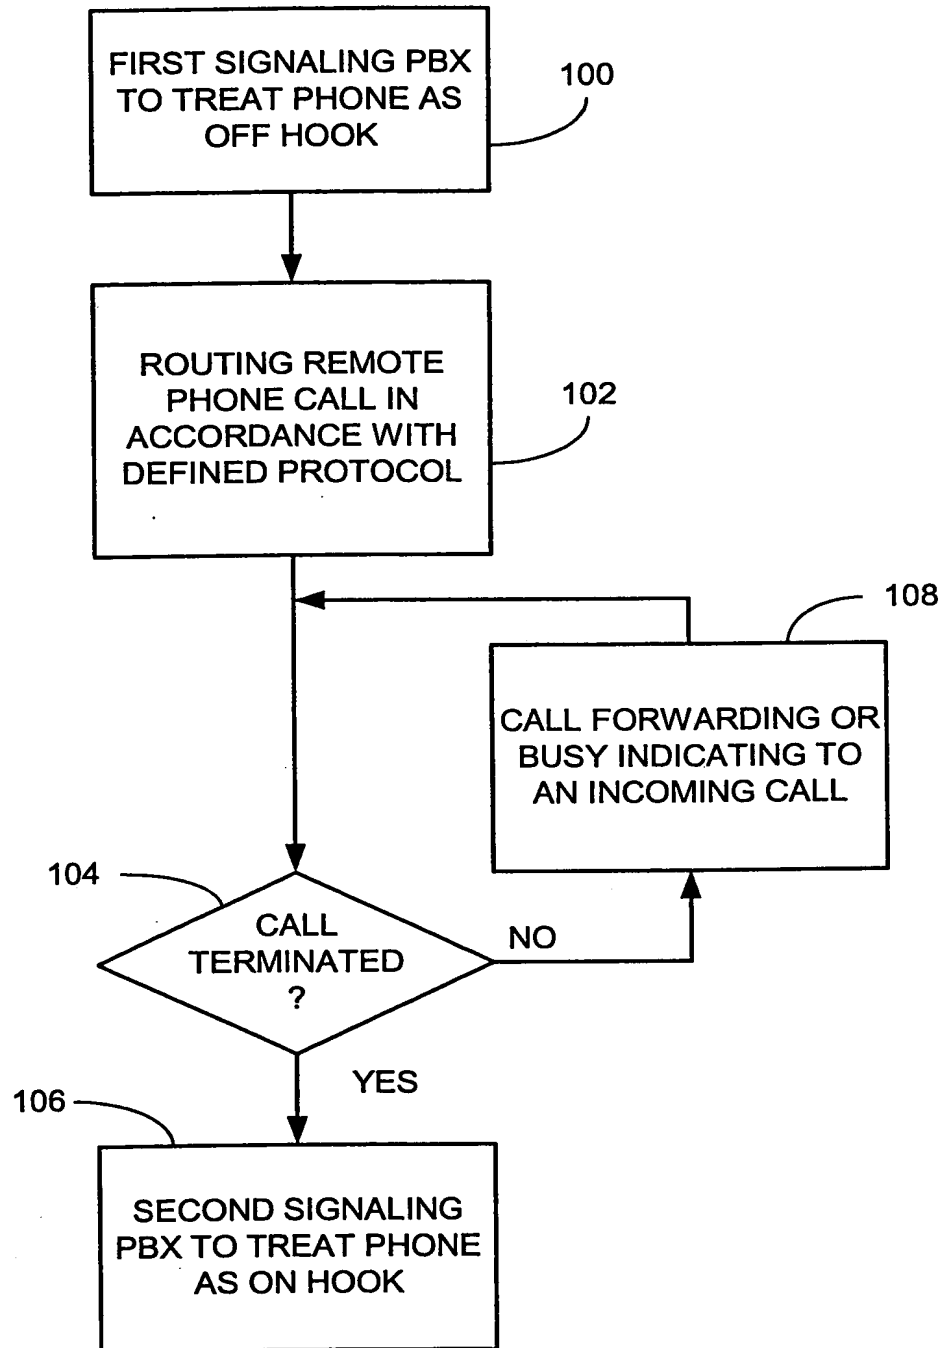 FIRST SIGNALING PBX
TO TREAT PHONE AS
OFF HOOK
100
ROUTING REMOTE
PHONE CALL IN
ACCORDANCE WITH
DEFINED PROTOCOL
102
108
CALL FORWARDING OR
BUSY INDICATING TO
AN INCOMING CALL
104
CALL
TERMINATED
?
NO
YES
106
SECOND SIGNALING
PBX TO TREAT PHONE
AS ON HOOK